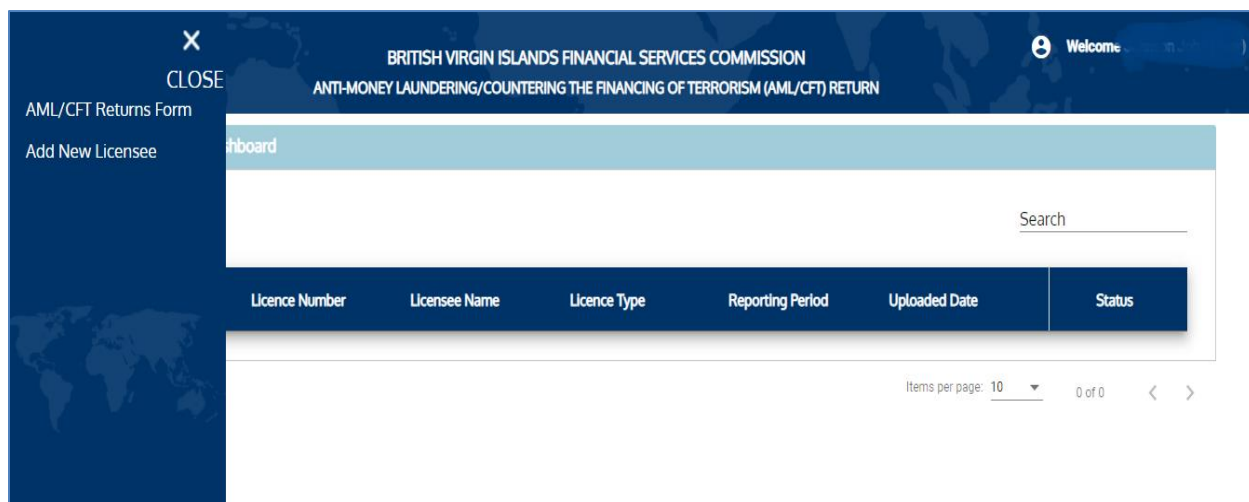 X
CLOSE
AML/CFT Returns Form
Add New Licensee
BRITISH VIRGIN ISLANDS FINANCIAL SERVICES COMMISSION
ANTI-MONEY LAUNDERING/COUNTERING THE FINANCING OF TERRORISM (AML/CFT) RETURN
Welcome
shboard
Search
Licence Number Licensee Name Licence Type Reporting Period Uploaded Date Status
Items per page: 10 0 of 0